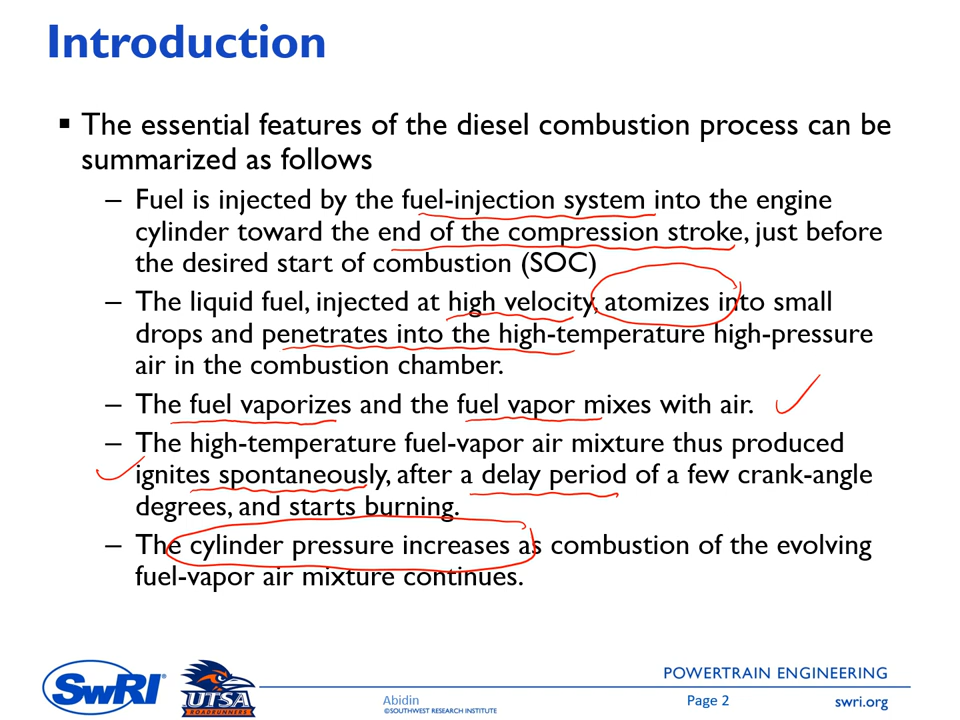 Introduction
▪ The essential features of the diesel combustion process can be
summarized as follows
– Fuel is injected by the fuel-injection system into the engine
cylinder toward the end of the compression stroke, just before
the desired start of combustion (SOC)
– The liquid fuel, injected at high velocity, atomizes into small
drops and penetrates into the high-temperature high-pressure
air in the combustion chamber.
– The fuel vaporizes and the fuel vapor mixes with air.
– The high-temperature fuel-vapor air mixture thus produced
ignites spontaneously, after a delay period of a few crank-angle
degrees, and starts burning.
– The cylinder pressure increases as combustion of the evolving
fuel-vapor air mixture continues.
SwRI®
UTSA
ROADRUNNERS
POWERTRAIN ENGINEERING
Abidin
©SOUTHWEST RESEARCH INSTITUTE
Page 2
swri.org